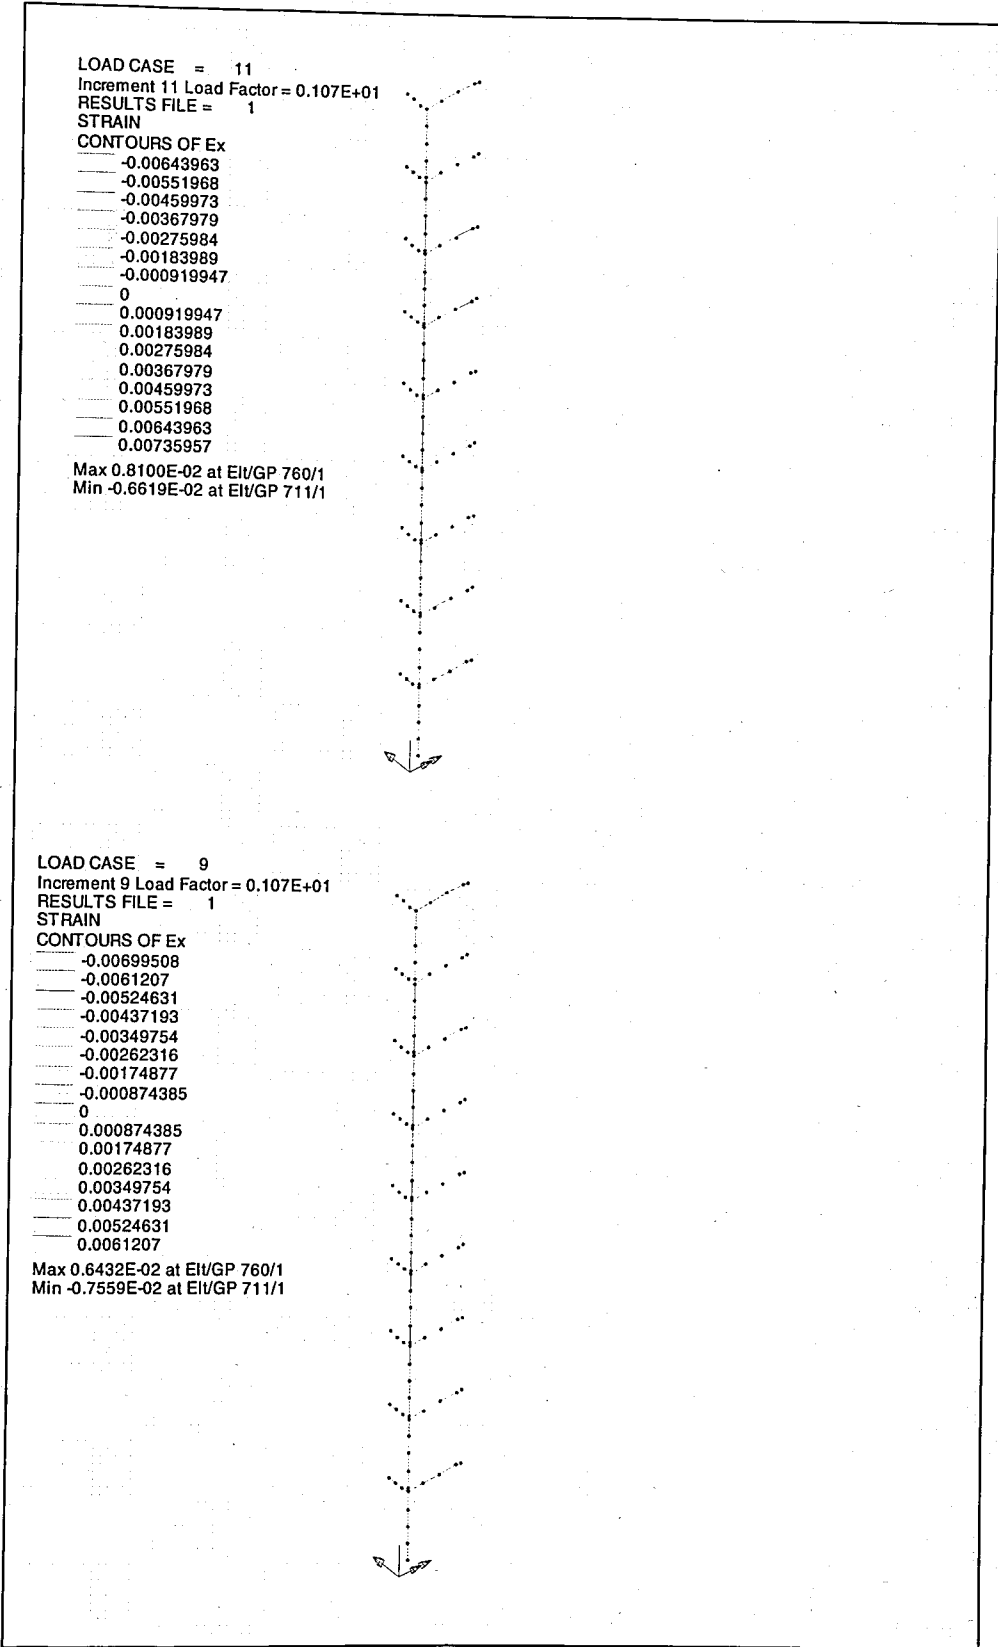 LOAD CASE = 11
Increment 11 Load Factor = 0.107E+01
RESULTS FILE = 1
STRAIN
CONTOURS OF Ex
-0.00643963
-0.00551968
-0.00459973
-0.00367979
-0.00275984
-0.00183989
-0.000919947
0
0.000919947
0.00183989
0.00275984
0.00367979
0.00459973
0.00551968
0.00643963
0.00735957
Max 0.8100E-02 at Elt/GP 760/1
Min -0.6619E-02 at Elt/GP 711/1
LOAD CASE = 9
Increment 9 Load Factor = 0.107E+01
RESULTS FILE = 1
STRAIN
CONTOURS OF Ex
-0.00699508
-0.0061207
-0.00524631
-0.00437193
-0.00349754
-0.00262316
-0.00174877
-0.000874385
0
0.000874385
0.00174877
0.00262316
0.00349754
0.00437193
0.00524631
0.0061207
Max 0.6432E-02 at Elt/GP 760/1
Min -0.7559E-02 at Elt/GP 711/1